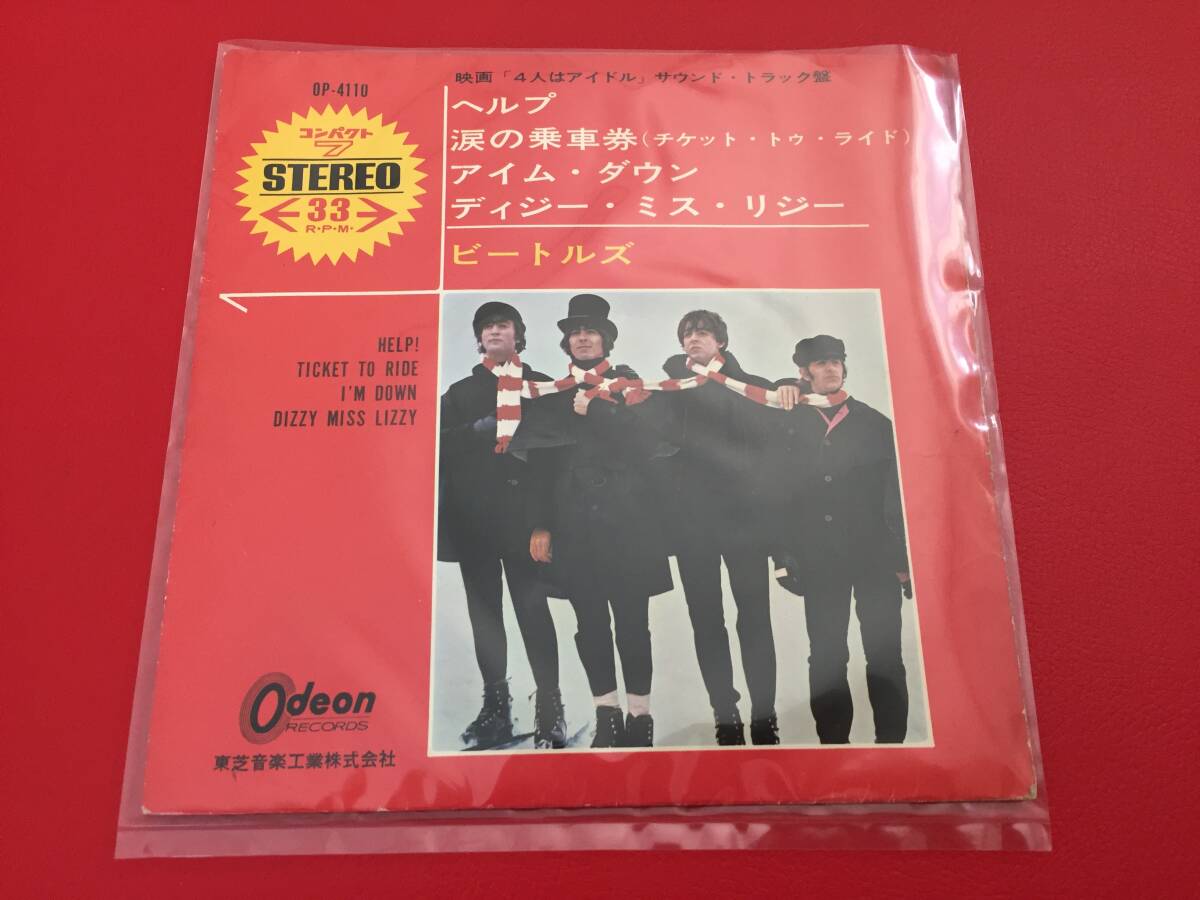 OP-4110
コンパクト
7
STEREO
33
R・P・M・
映画「4人はアイドル」サウンド・トラック盤
ヘルプ
涙の乗車券(チケット・トゥ・ライド)
アイム・ダウン
ディジー・ミス・リジー
ビートルズ
HELP!
TICKET TO RIDE
I'M DOWN
DIZZY MISS LIZZY
Odeon
RECORDS
東芝音楽工業株式会社